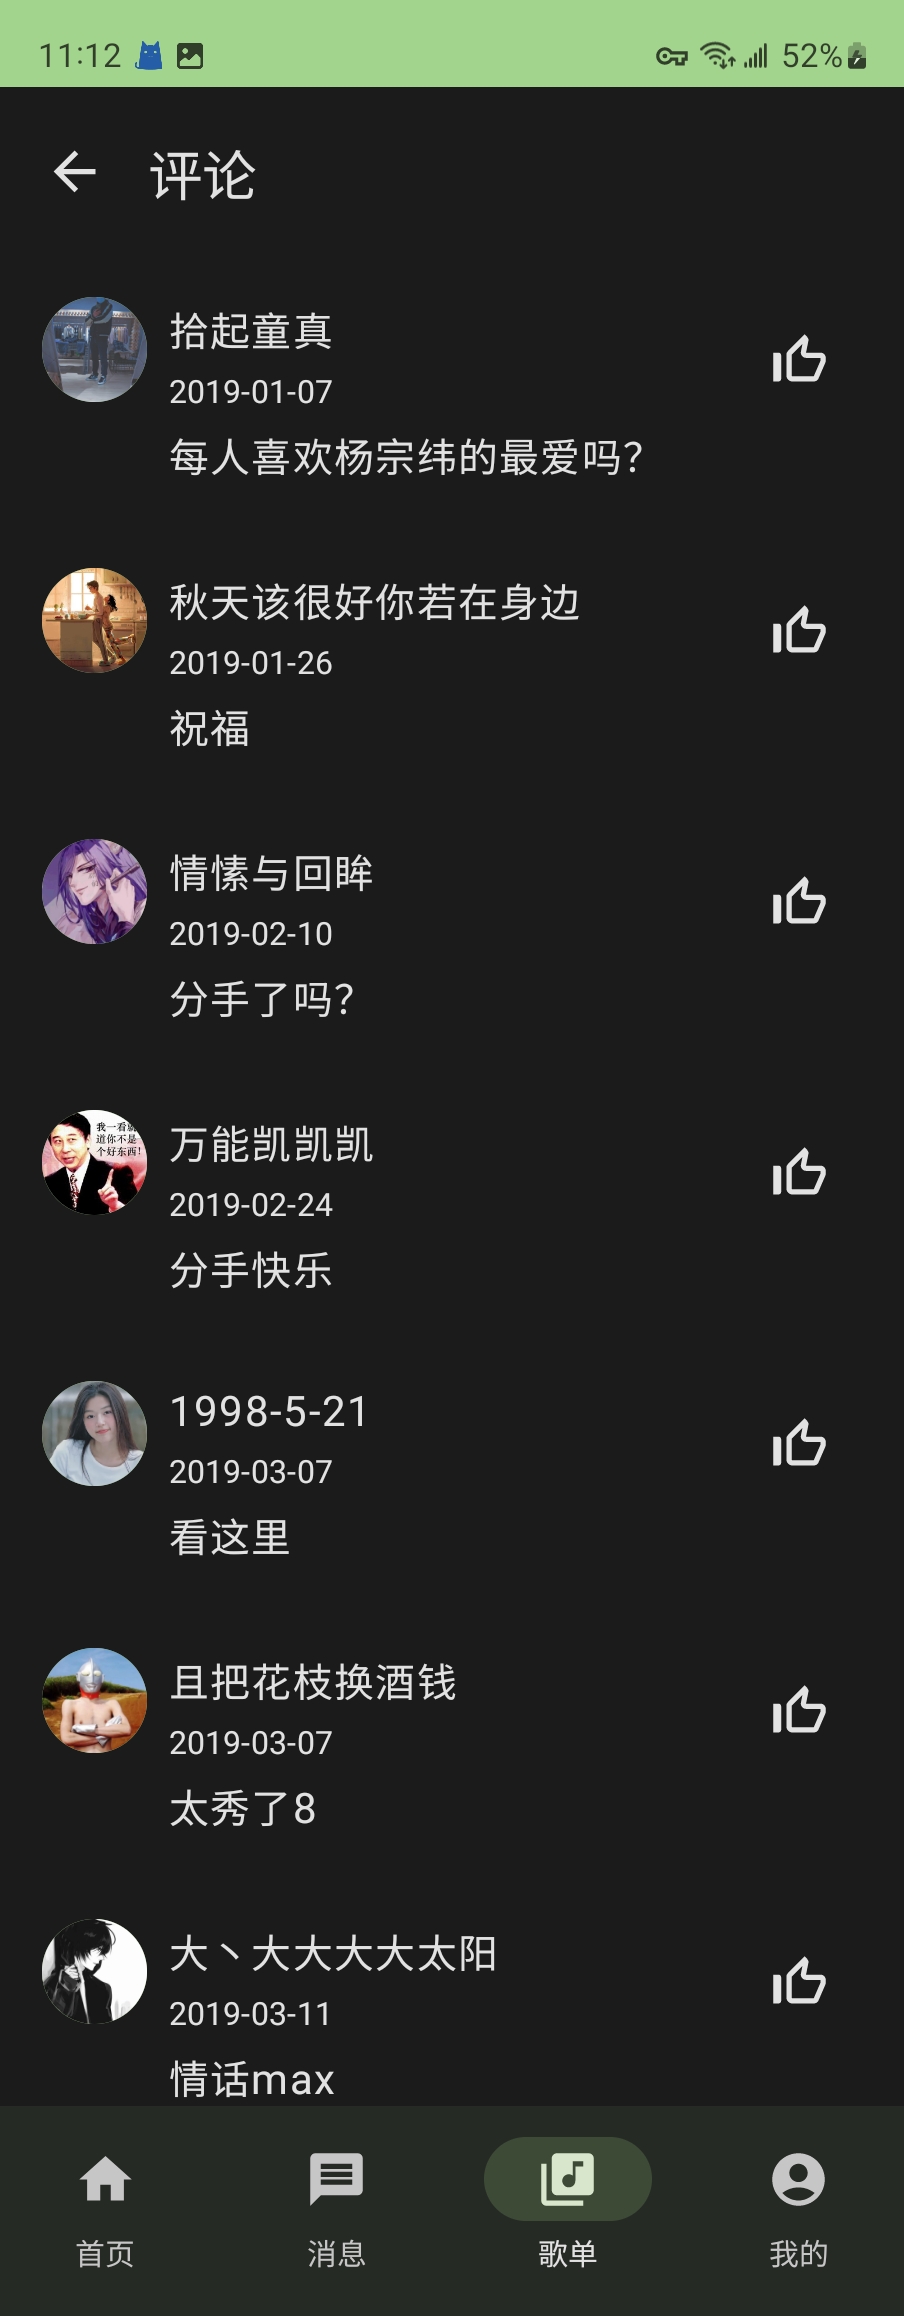 11:12
52%
评论
拾起童真
2019-01-07
每人喜欢杨宗纬的最爱吗?
秋天该很好你若在身边
2019-01-26
祝福
情愫与回眸
2019-02-10
分手了吗?
我一看就
道你不是
个好东西!
万能凯凯凯
2019-02-24
分手快乐
1998-5-21
2019-03-07
看这里
且把花枝换酒钱
2019-03-07
太秀了8
大丶大大大大太阳
2019-03-11
情话max
首页
消息
歌单
我的